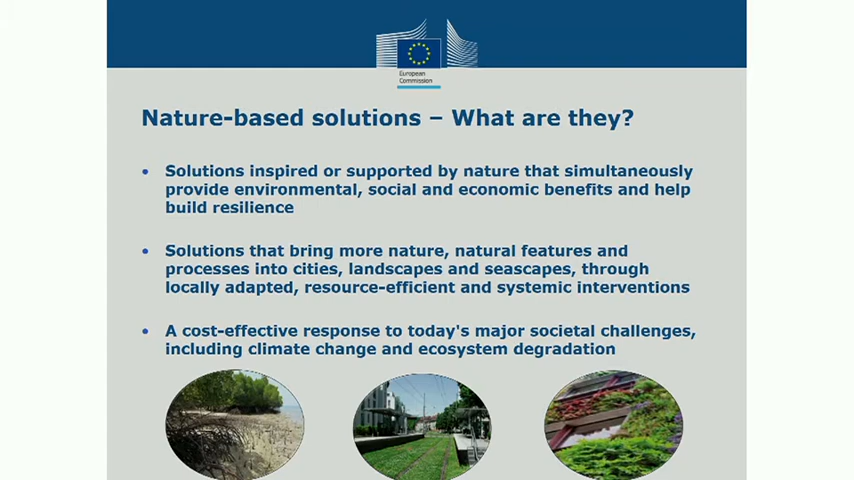 European
Commission
Nature-based solutions – What are they?
• Solutions inspired or supported by nature that simultaneously
provide environmental, social and economic benefits and help
build resilience
• Solutions that bring more nature, natural features and
processes into cities, landscapes and seascapes, through
locally adapted, resource-efficient and systemic interventions
• A cost-effective response to today's major societal challenges,
including climate change and ecosystem degradation